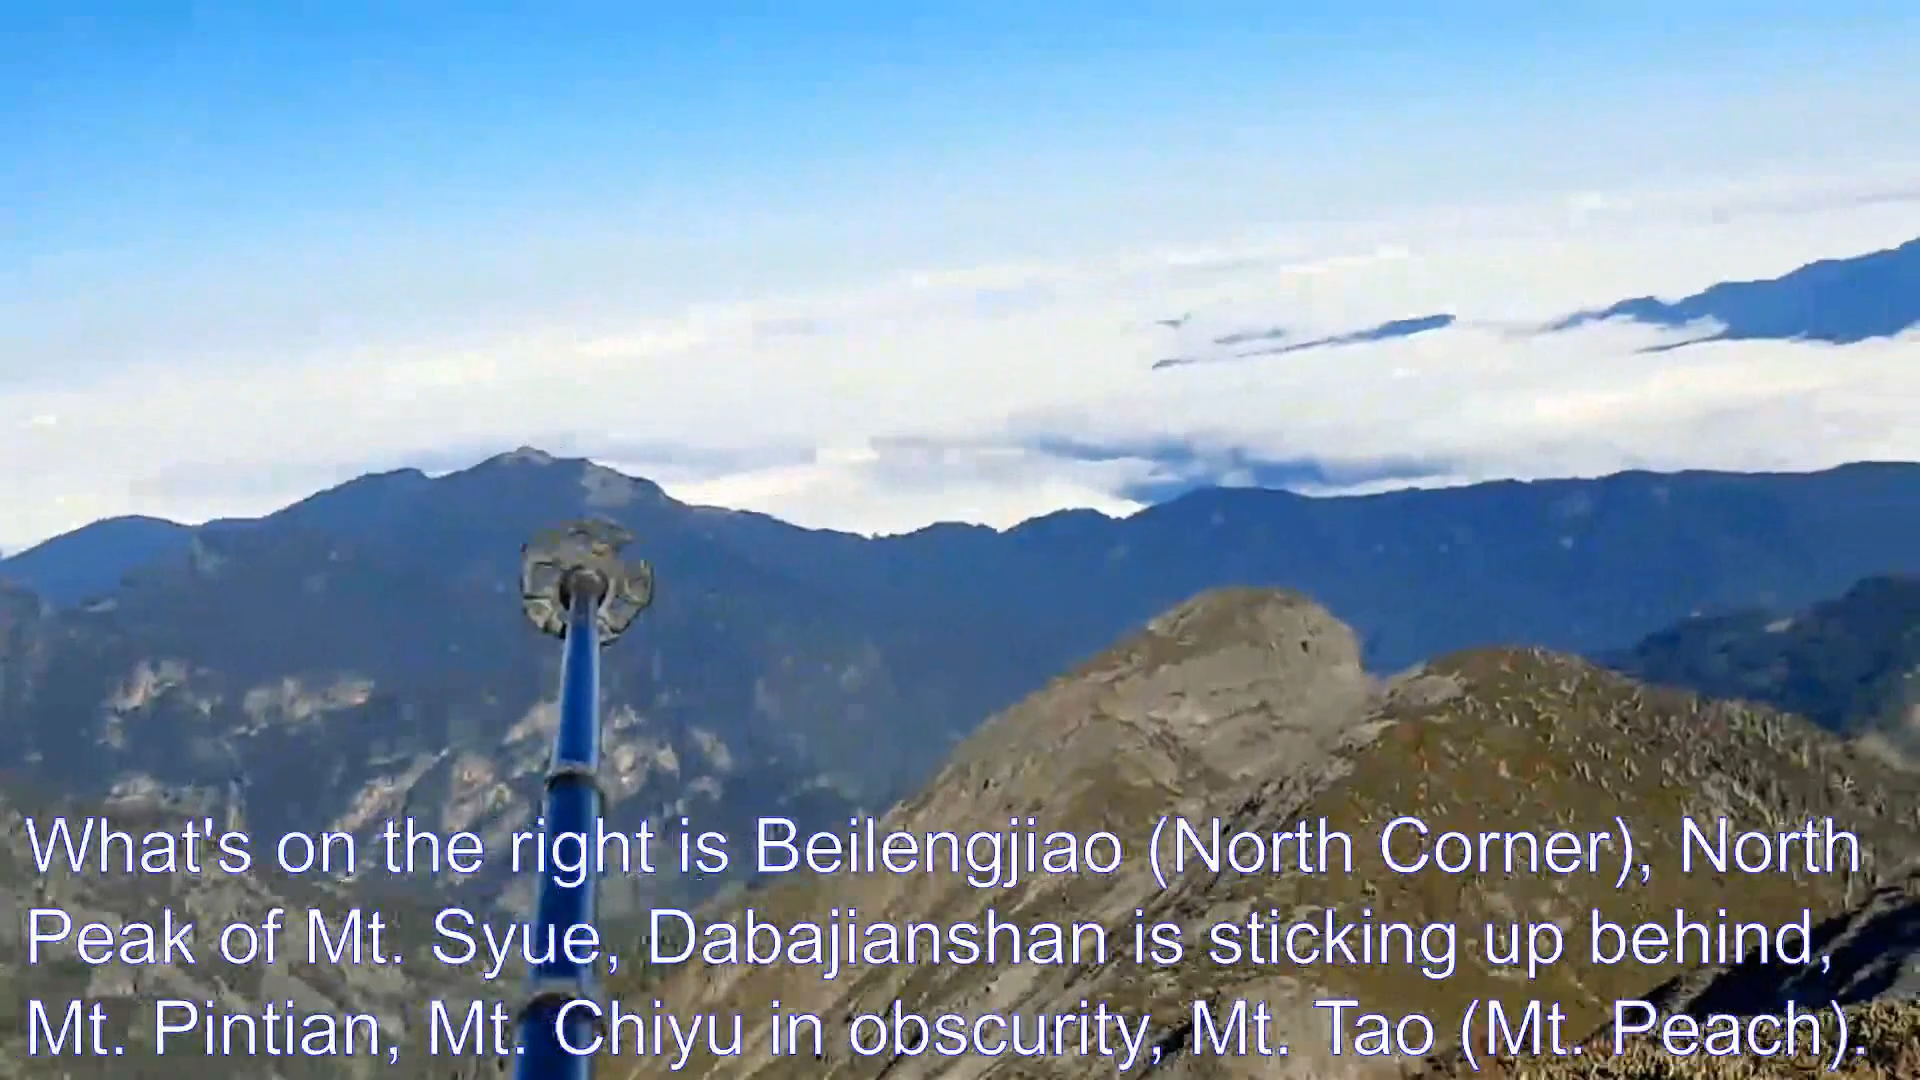 What's on the right is Beilengjiao (North Corner), North
Peak of Mt. Syue, Dabajianshan is sticking up behind,
Mt. Pintian, Mt. Chiyu in obscurity, Mt. Tao (Mt. Peach).